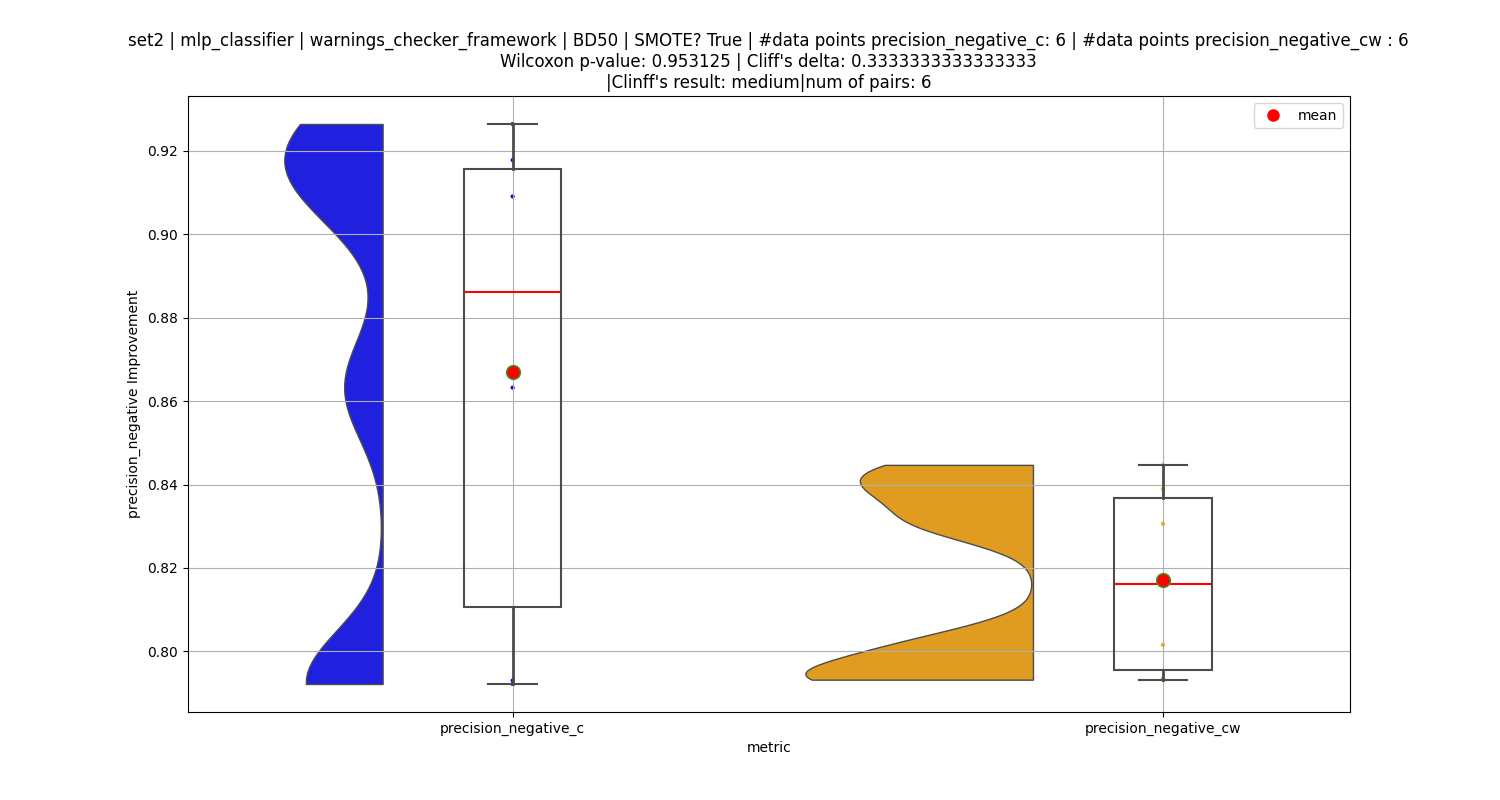 set2 | mlp_classifier | warnings_checker_framework | BD50 | SMOTE? True | #data points precision_negative_c: 6 | #data points precision_negative_cw : 6
Wilcoxon p-value: 0.953125 | Cliff's delta: 0.3333333333333333
|Clinff's result: medium|num of pairs: 6
mean
precision_negative Improvement
0.92
0.90
0.88
0.86
0.84
0.82
0.80
precision_negative_c
precision_negative_cw
metric